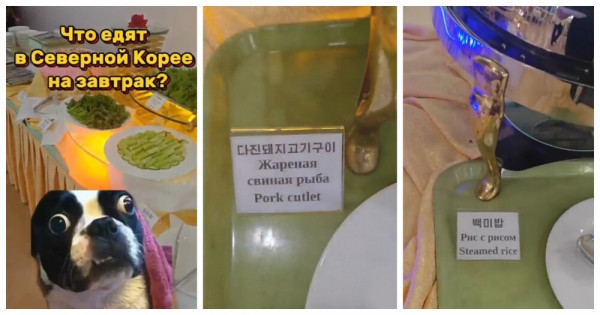 Что едят
в Северной Корее
на завтрак?
다진돼지고기구이
Жареная
свиная рыба
Pork cutlet
백미밥
Рис с рисом
Steamed rice